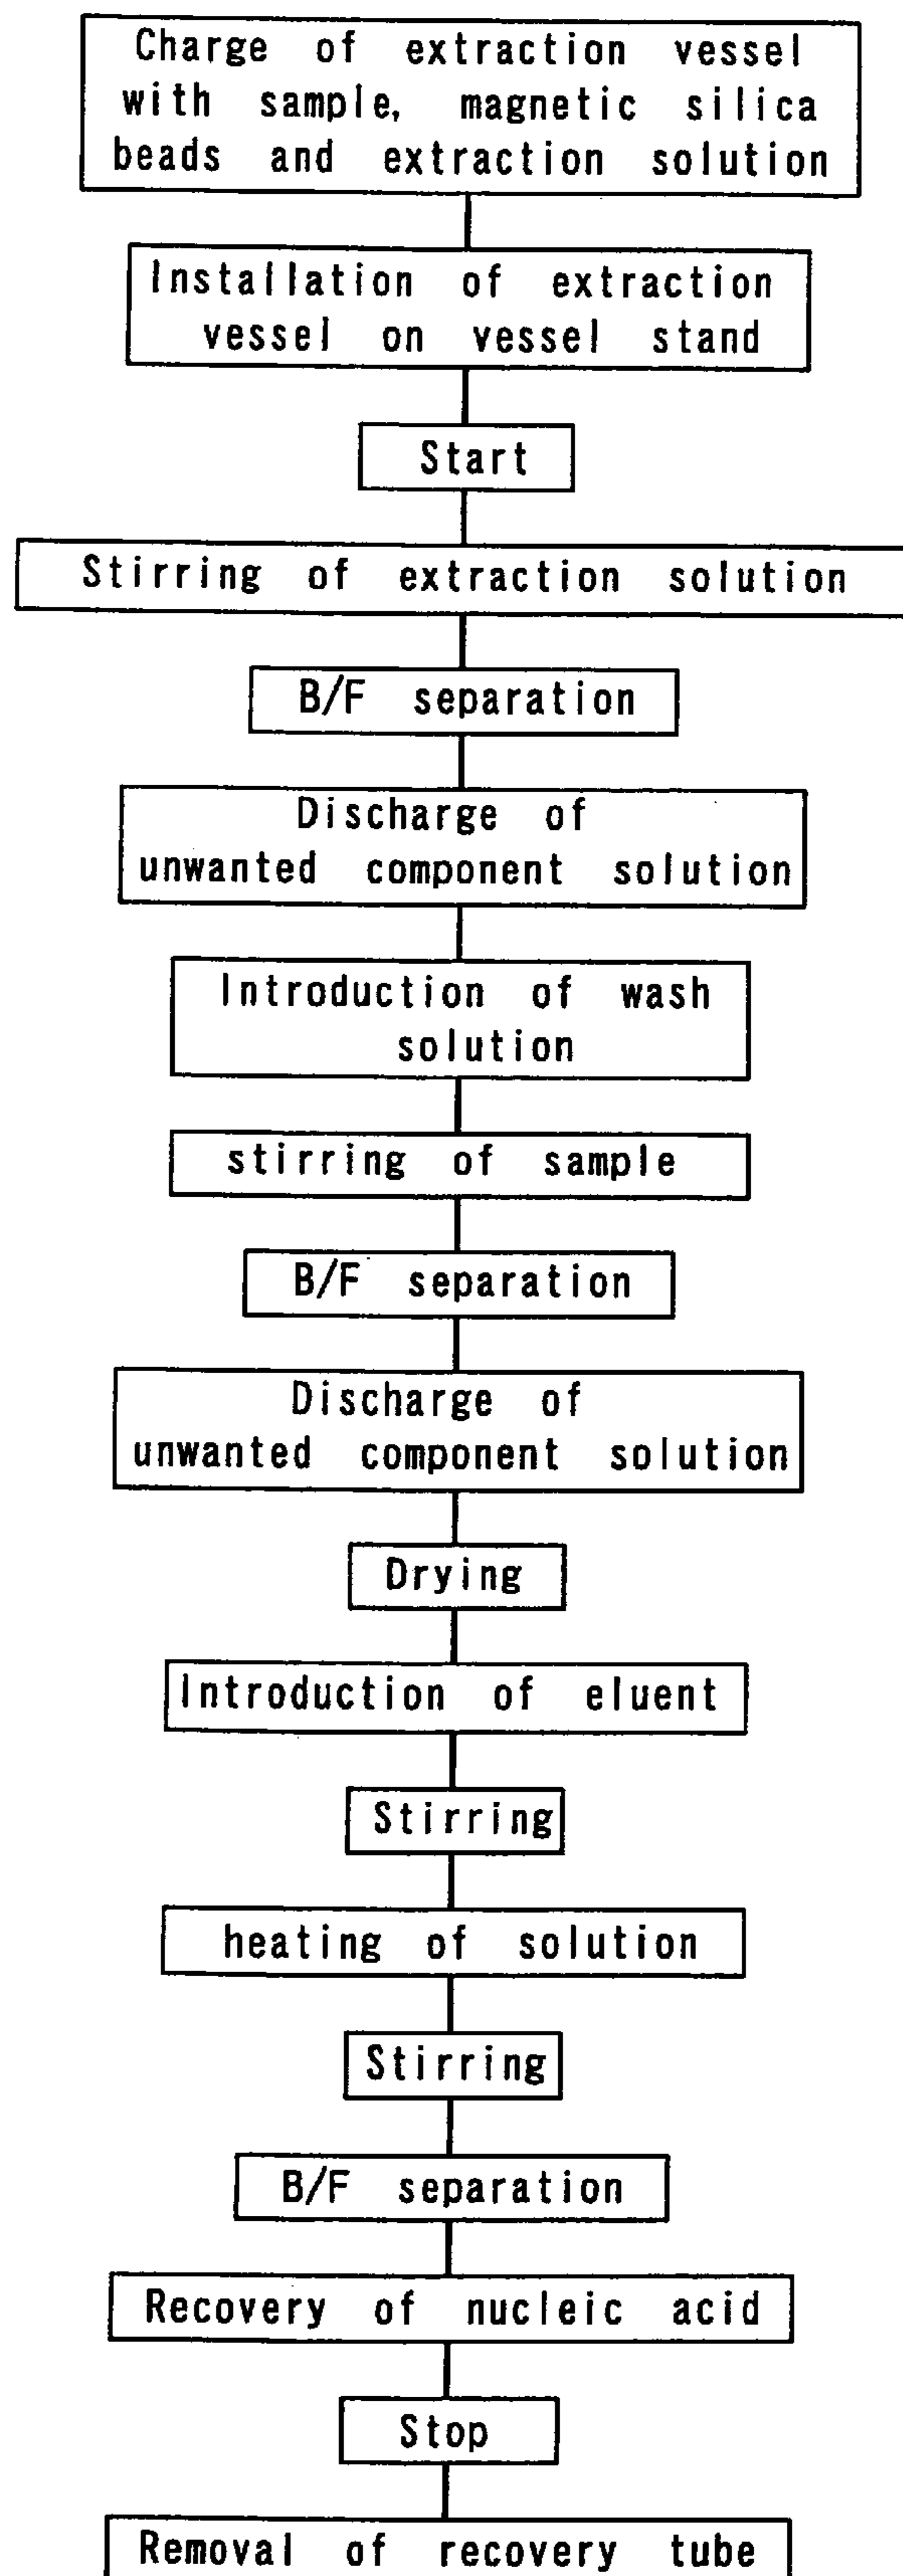 Charge of extraction vessel
with sample, magnetic silica
beads and extraction solution
Installation of extraction
vessel on vessel stand
Start
Stirring of extraction solution
B/F separation
Discharge of
unwanted component solution
Introduction of wash
solution
stirring of sample
B/F separation
Discharge of
unwanted component solution
Drying
Introduction of eluent
Stirring
heating of solution
Stirring
B/F separation
Recovery of nucleic acid
Stop
Removal of recovery tube